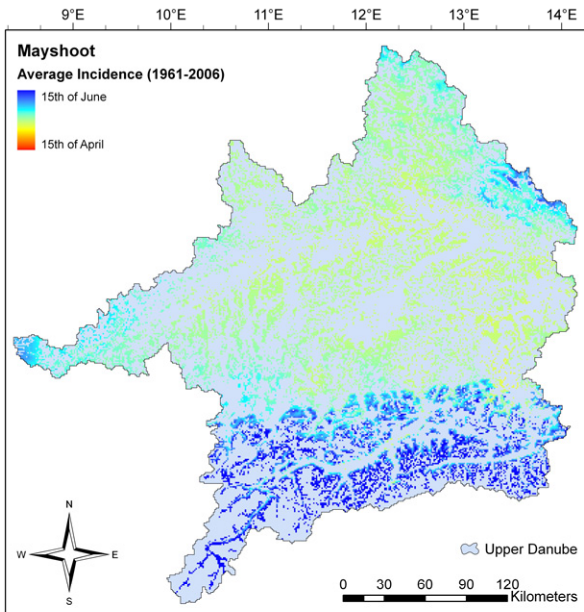 9°E 10°E 11°E 12°E 13°E 14°E
Mayshoot
Average Incidence (1961-2006)
15th of June
15th of April
N
W E
S
Upper Danube
0 15 30 60 90 120
Kilometers